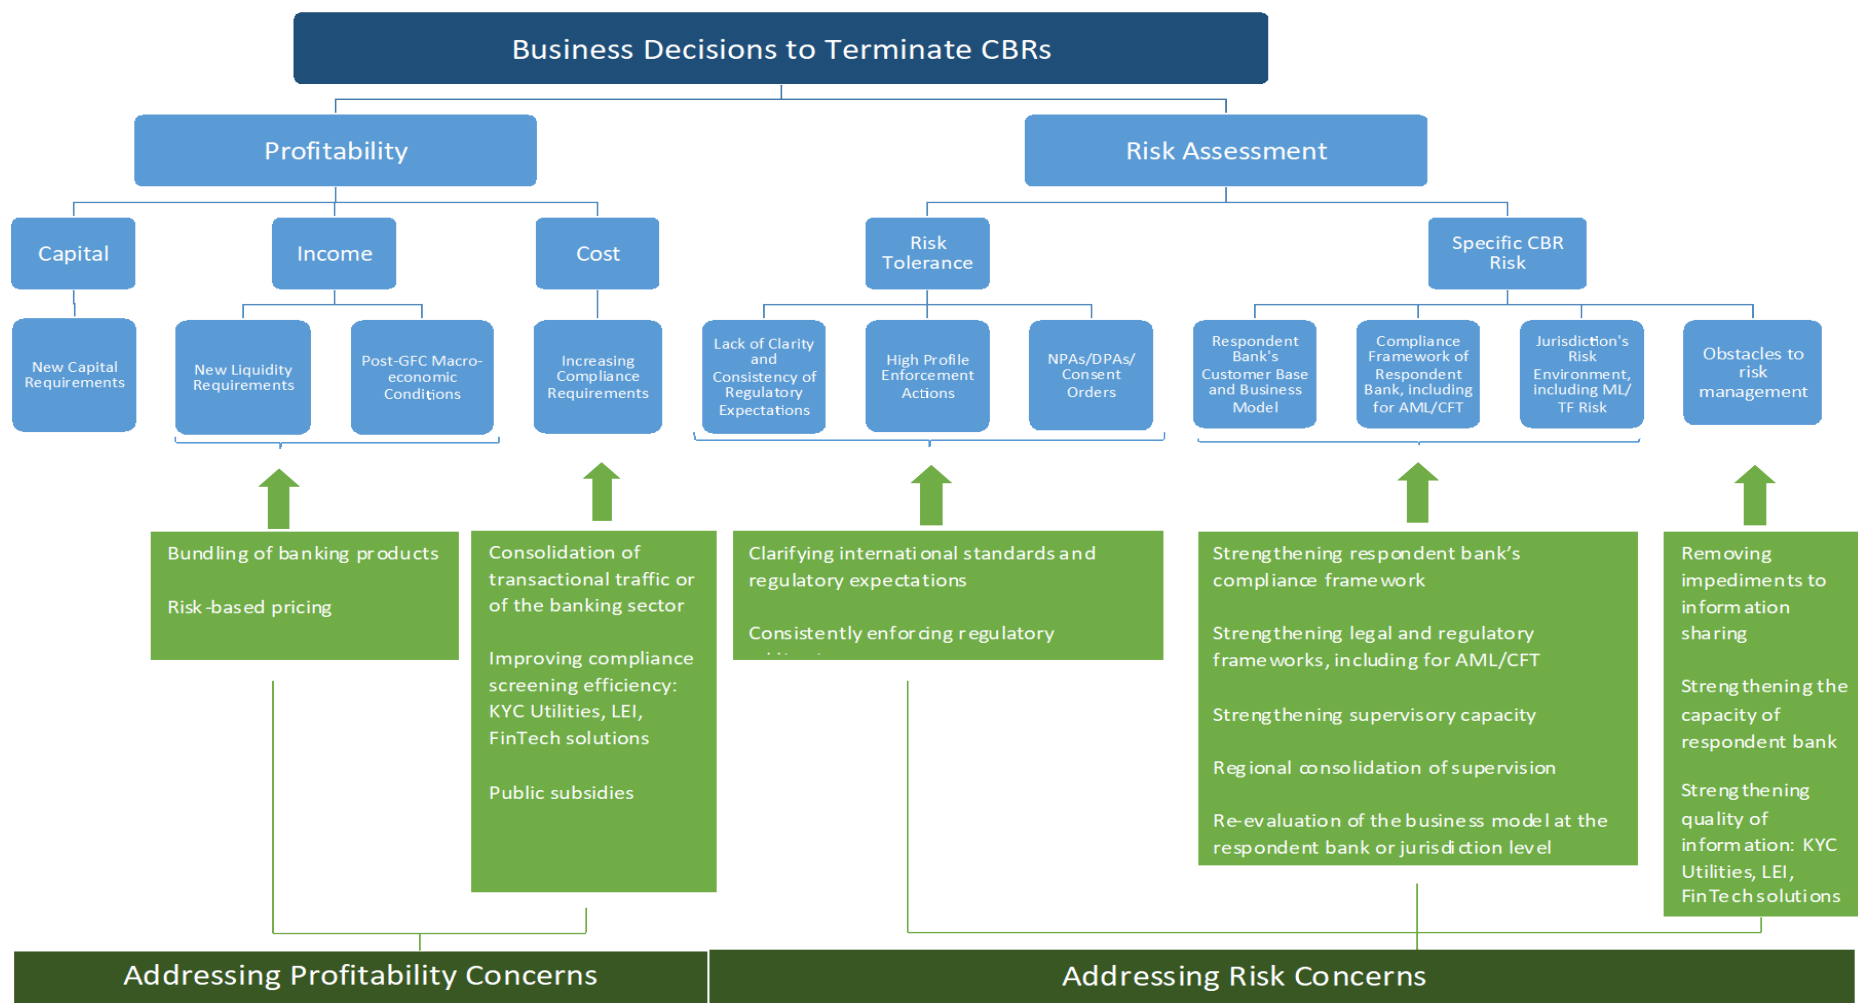 Business Decisions to Terminate CBRs
Profitability
Risk Assessment
Capital
Income
Cost
Risk
Tolerance
Specific CBR
Risk
New Capital
Requirements
New Liquidity
Requirements
Post-GFC Macro-
economic
Conditions
Increasing
Compliance
Requirements
Lack of Clarity
and
Consistency of
Regulatory
Expectations
High Profile
Enforcement
Actions
NPAs/DPAs/
Consent
Orders
Respondent
Bank's
Customer Base
and Business
Model
Compliance
Framework of
Respondent
Bank, including
for AML/CFT
Jurisdiction's
Risk
Environment,
including ML/
TF Risk
Obstacles to
risk
management
Bundling of banking products
Risk-based pricing
Consolidation of
transactional traffic or
of the banking sector
Improving compliance
screening efficiency:
KYC Utilities, LEI,
FinTech solutions
Public subsidies
Clarifying international standards and
regulatory expectations
Consistently enforcing regulatory
Strengthening respondent bank’s
compliance framework
Strengthening legal and regulatory
frameworks, including for AML/CFT
Strengthening supervisory capacity
Regional consolidation of supervision
Re-evaluation of the business model at the
respondent bank or jurisdiction level
Removing
impediments to
information
sharing
Strengthening the
capacity of
respondent bank
Strengthening
quality of
information: KYC
Utilities, LEI,
FinTech solutions
Addressing Profitability Concerns
Addressing Risk Concerns